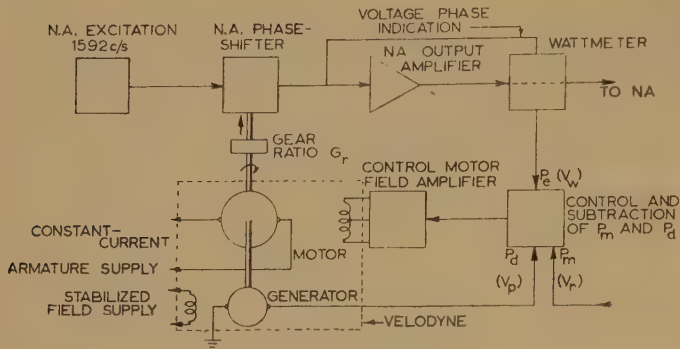 VOLTAGE PHASE
INDICATION
N.A. EXCITATION
1592 c/s
N.A. PHASE-
SHIFTER
NA OUTPUT
AMPLIFIER
WATTMETER
TO NA
GEAR
RATIO Gr
CONTROL MOTOR
FIELD AMPLIFIER
Pe (Vw)
CONTROL AND
SUBTRACTION
OF Pm AND Pd
CONSTANT-
CURRENT
ARMATURE SUPPLY
MOTOR
Pd
(Vp)
Pm
(Vr)
STABILIZED
FIELD SUPPLY
GENERATOR
VELODYNE